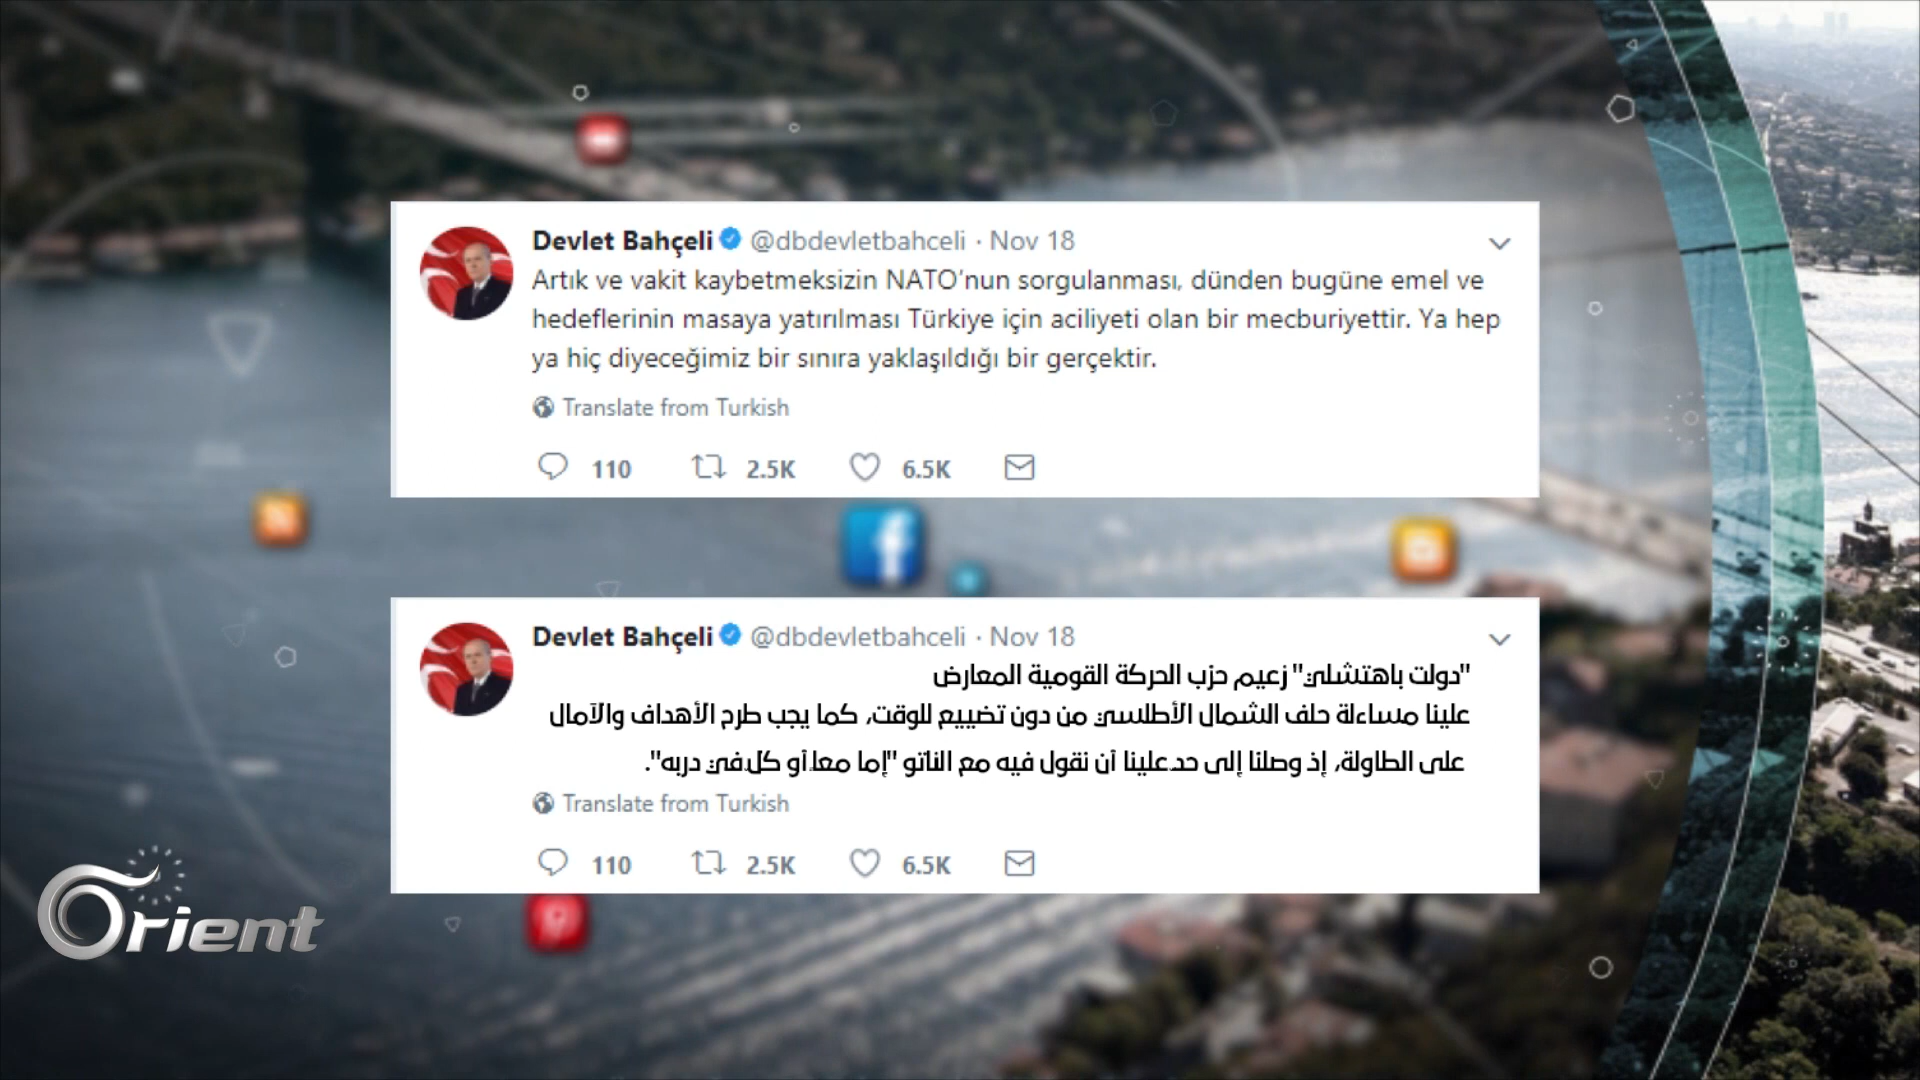 Devlet Bahçeli @dbdevletbahceli · Nov 18
Artık ve vakit kaybetmeksizin NATO'nun sorgulanması, dünden bugüne emel ve
hedeflerinin masaya yatırılması Türkiye için aciliyeti olan bir mecburiyettir. Ya hep
ya hiç diyeceğimiz bir sınıra yaklaşıldığı bir gerçektir.
Translate from Turkish
110 2.5K 6.5K
Devlet Bahçeli @dbdevletbahceli · Nov 18
"دولت باهتشلي" زعيم حزب الحركة القومية المعارض
علينا مساءلة حلف الشمال الأطلسي من دون تضييع للوقت، كما يجب طرح الأهداف والآمال
على الطاولة، إذ وصلنا إلى حد علينا أن نقول فيه مع الناتو "إما معا أو كل في دربه".
Translate from Turkish
110 2.5K 6.5K
Orient